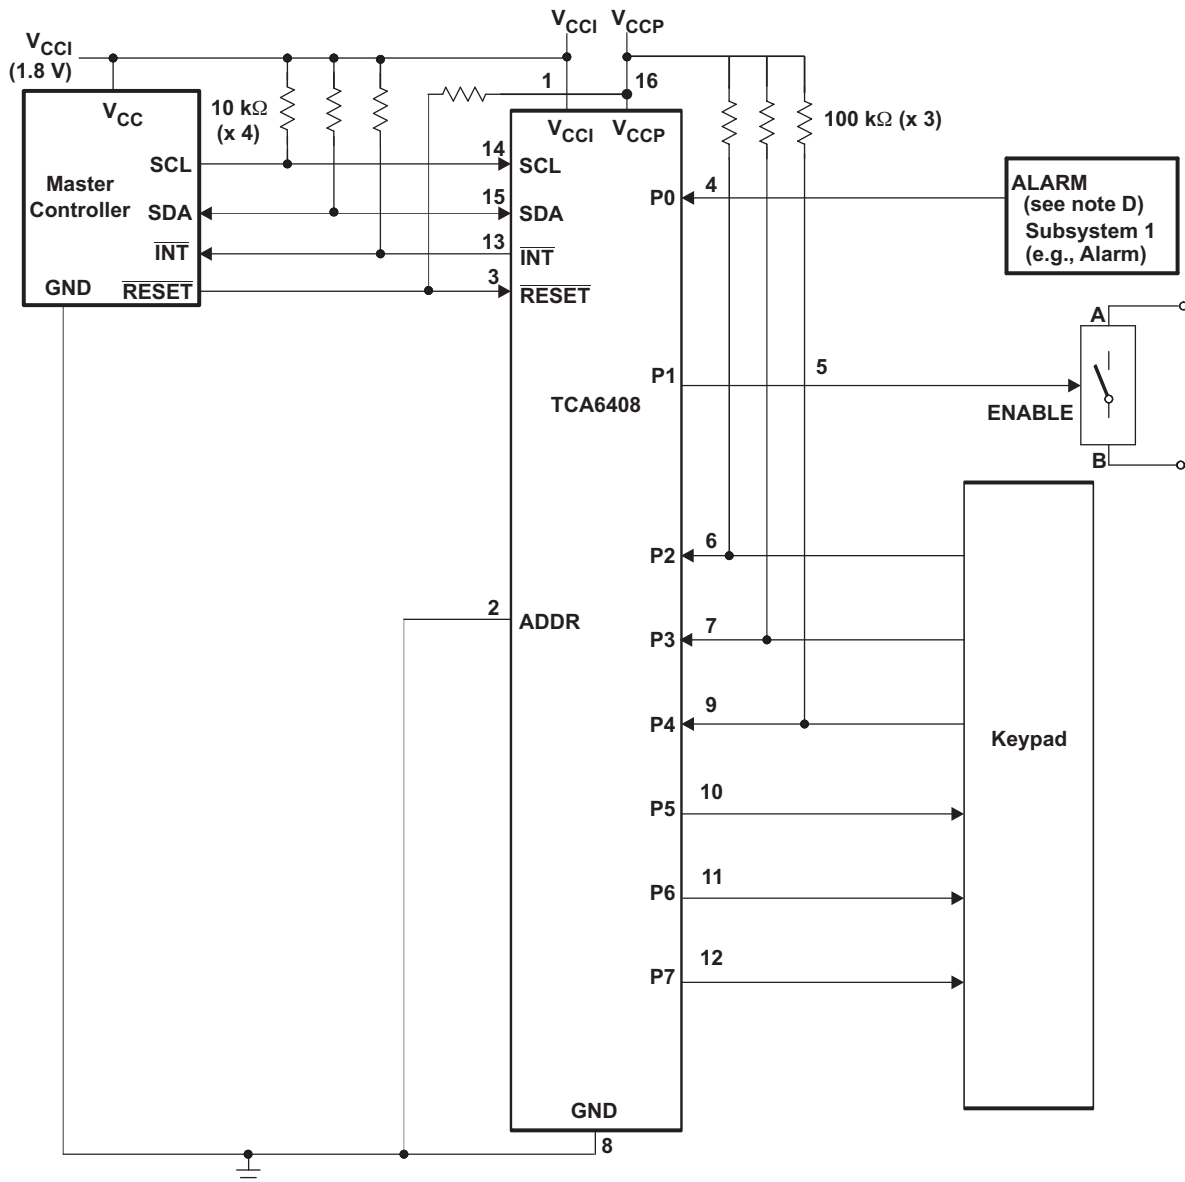 VCCI
(1.8 V)
VCCI
VCCP
1
16
VCC
10 kΩ
(x 4)
VCCI
VCCP
100 kΩ (x 3)
Master
Controller
SCL
14
SCL
SDA
15
SDA
INT
13
INT
GND
RESET
3
RESET
P0
4
ALARM
(see note D)
Subsystem 1
(e.g., Alarm)
TCA6408
P1
5
A
ENABLE
B
P2
6
2
ADDR
P3
7
P4
9
Keypad
P5
10
P6
11
P7
12
GND
8